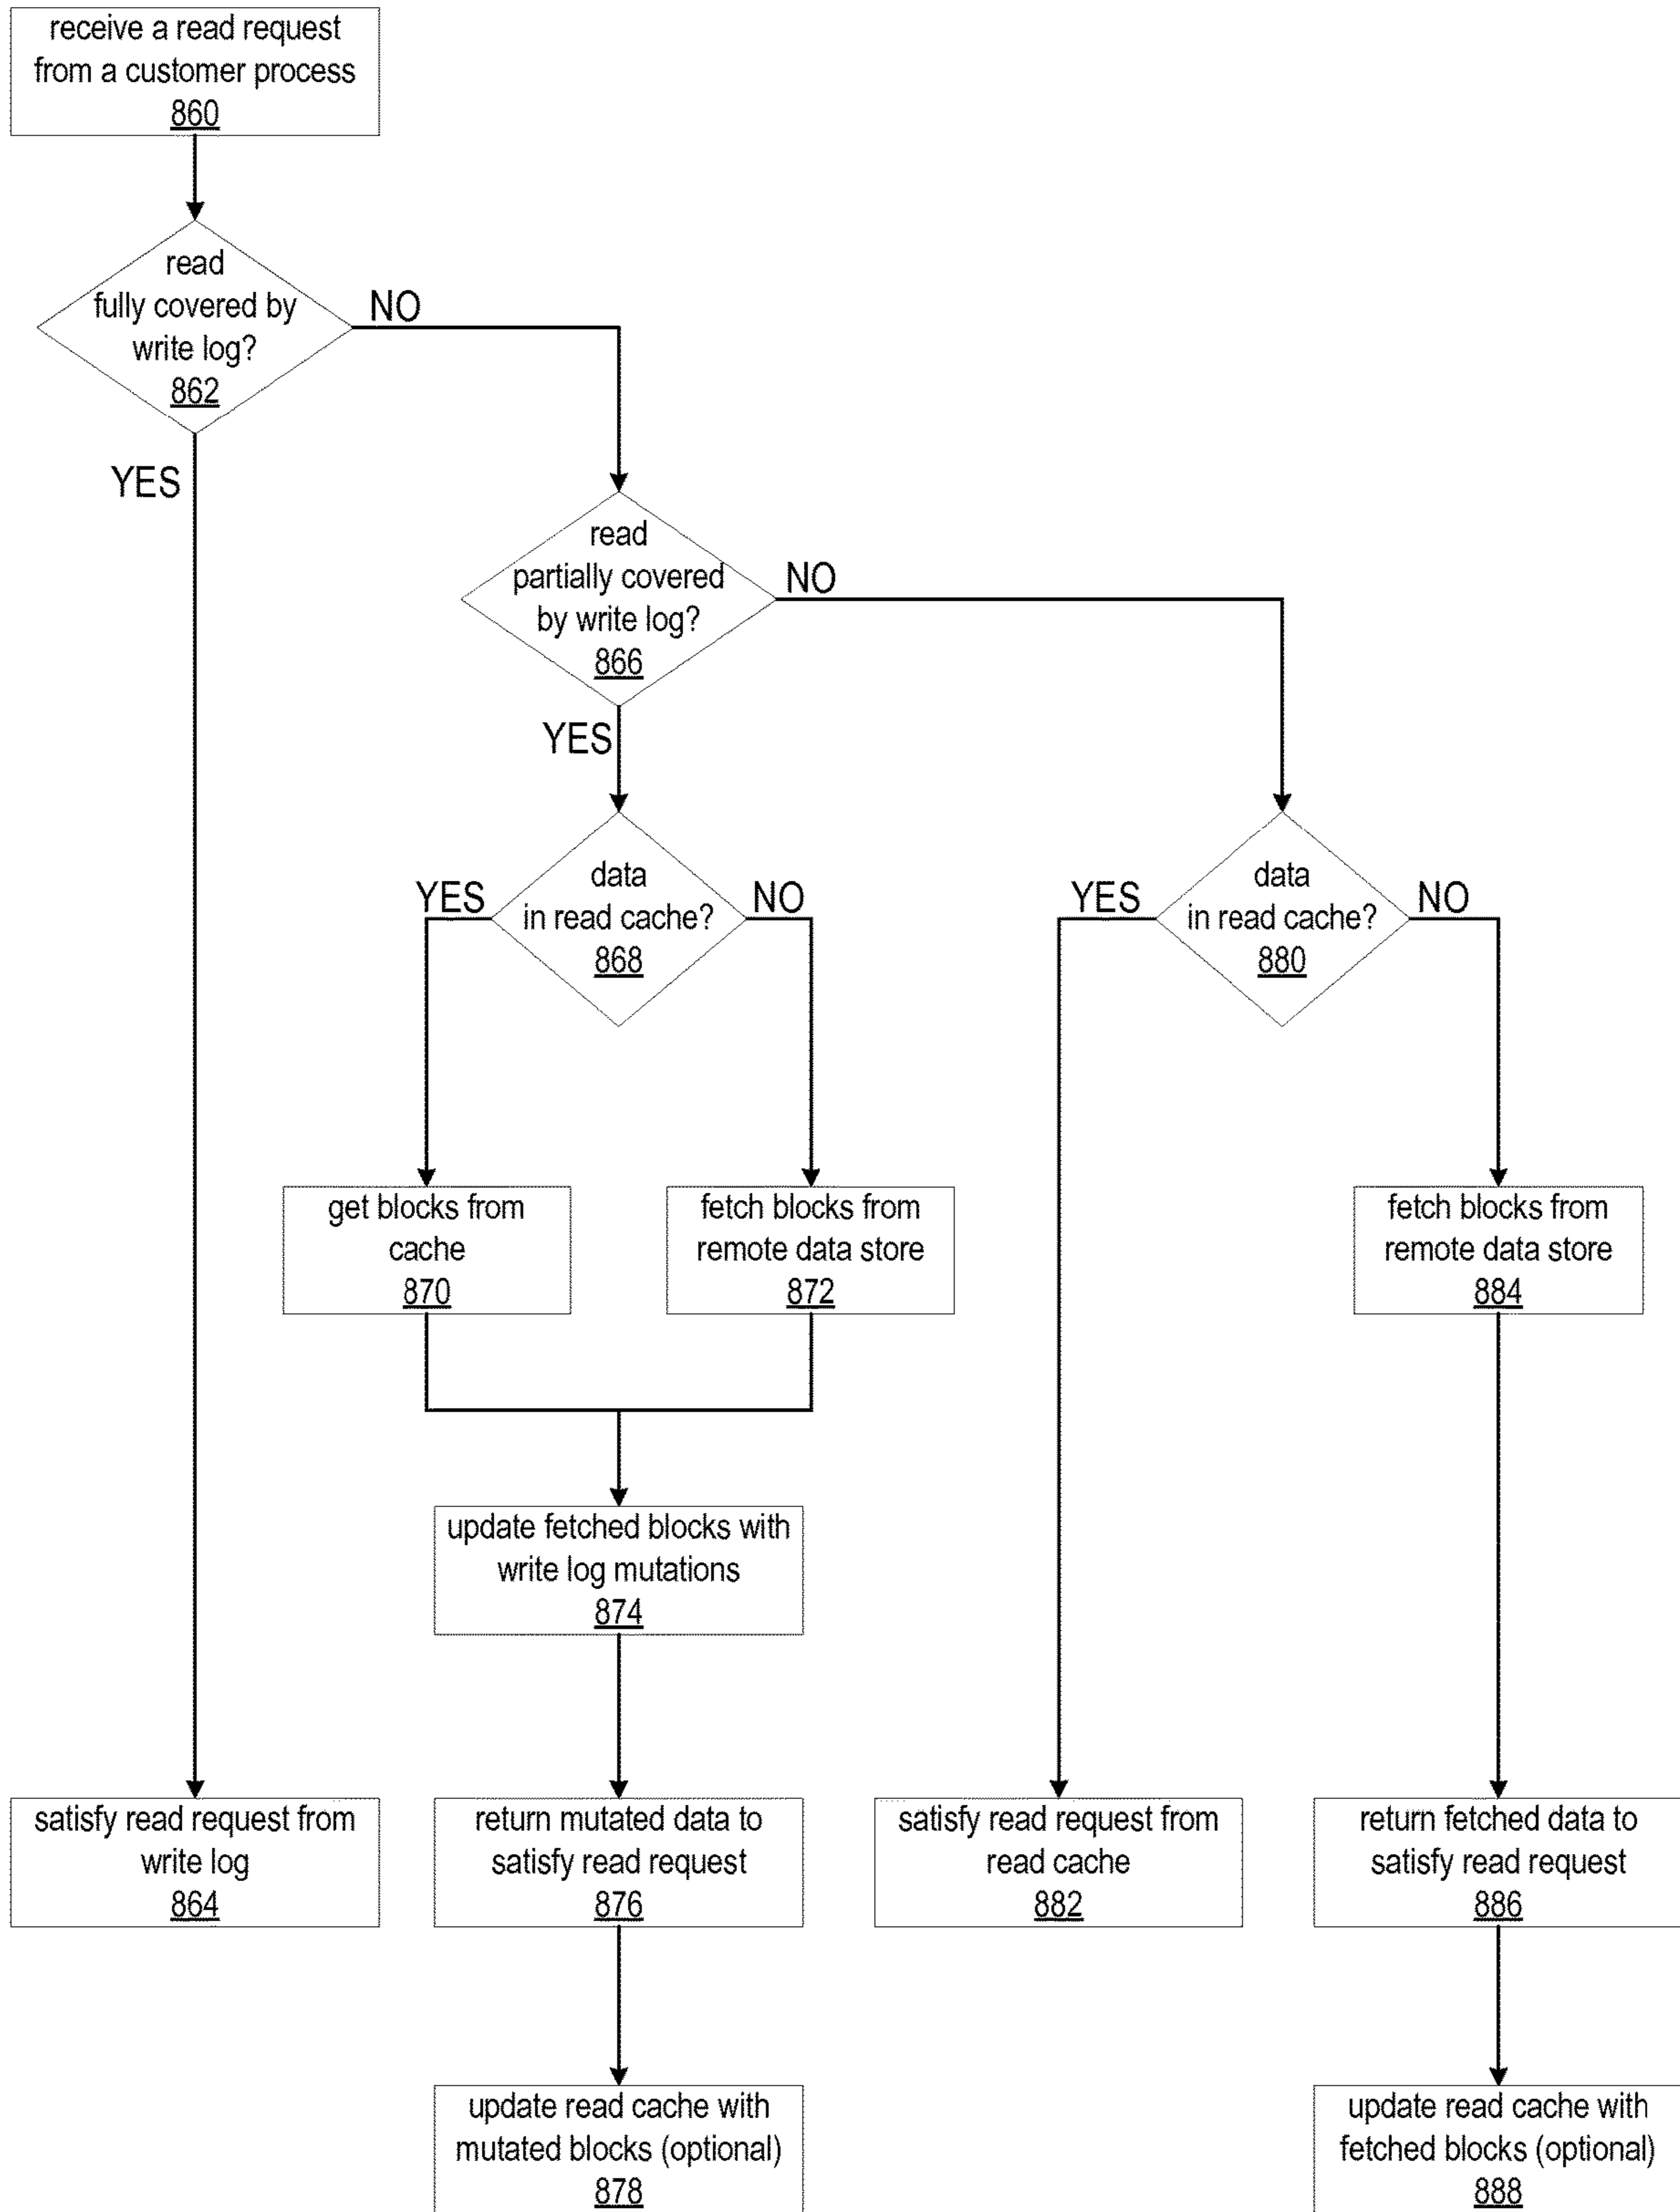 receive a read request
from a customer process
860
read
fully covered by
write log?
862
NO
YES
read
partially covered
by write log?
866
NO
YES
data
in read cache?
868
YES
NO
data
in read cache?
880
YES
NO
get blocks from
cache
870
fetch blocks from
remote data store
872
fetch blocks from
remote data store
884
update fetched blocks with
write log mutations
874
satisfy read request from
write log
864
return mutated data to
satisfy read request
876
satisfy read request from
read cache
882
return fetched data to
satisfy read request
886
update read cache with
mutated blocks (optional)
878
update read cache with
fetched blocks (optional)
888